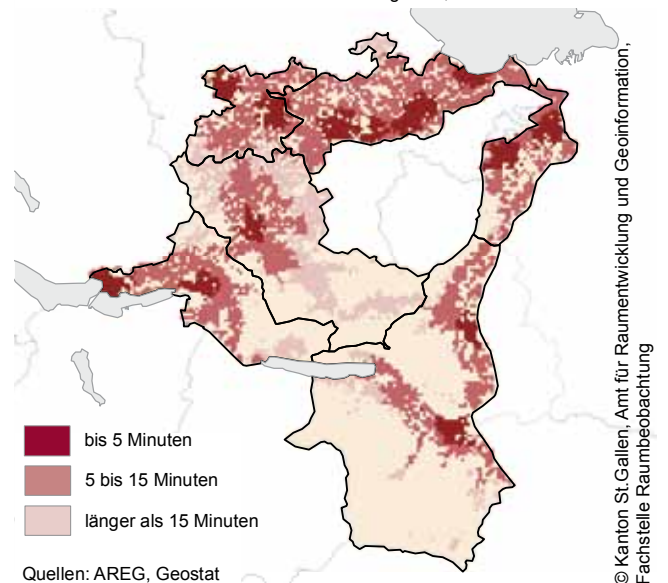 bis 5 Minuten
5 bis 15 Minuten
länger als 15 Minuten
Quellen: AREG, Geostat
© Kanton St.Gallen, Amt für Raumentwicklung und Geoinformation,
Fachstelle Raumbeobachtung